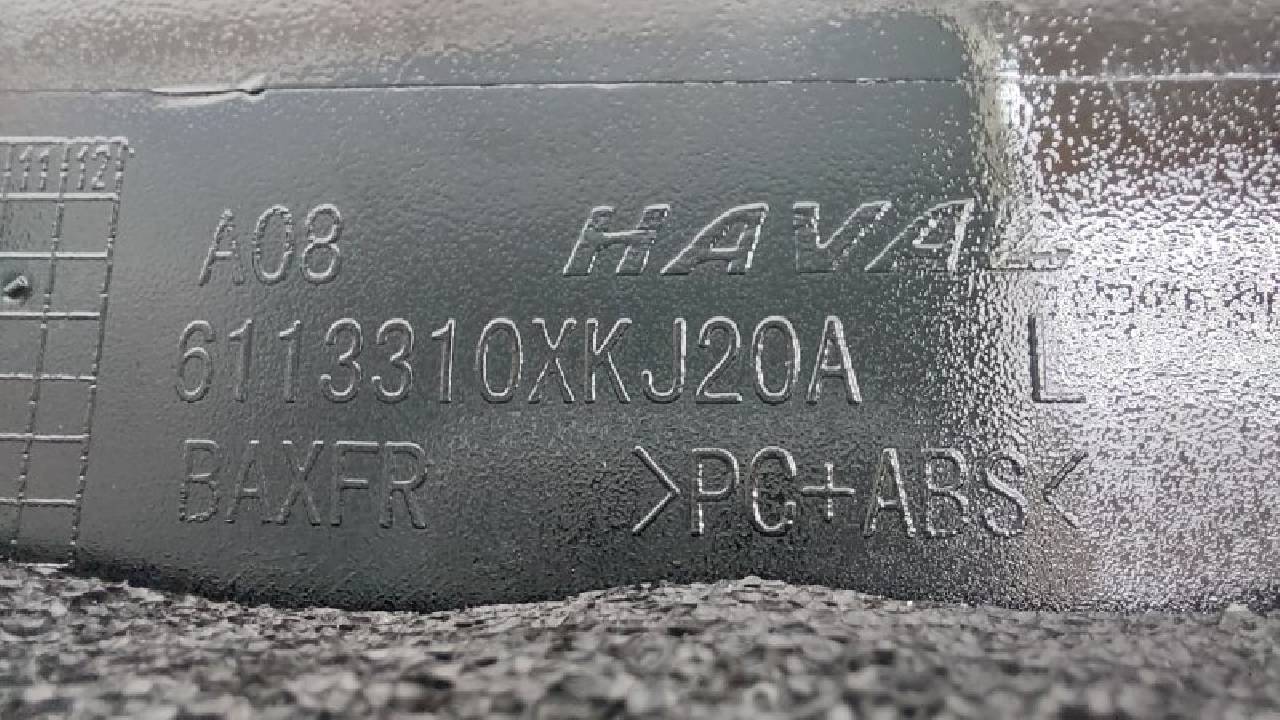 11 12
A08 HAVAL
6113310XKJ20A L
BAXFR >PC+ABS<